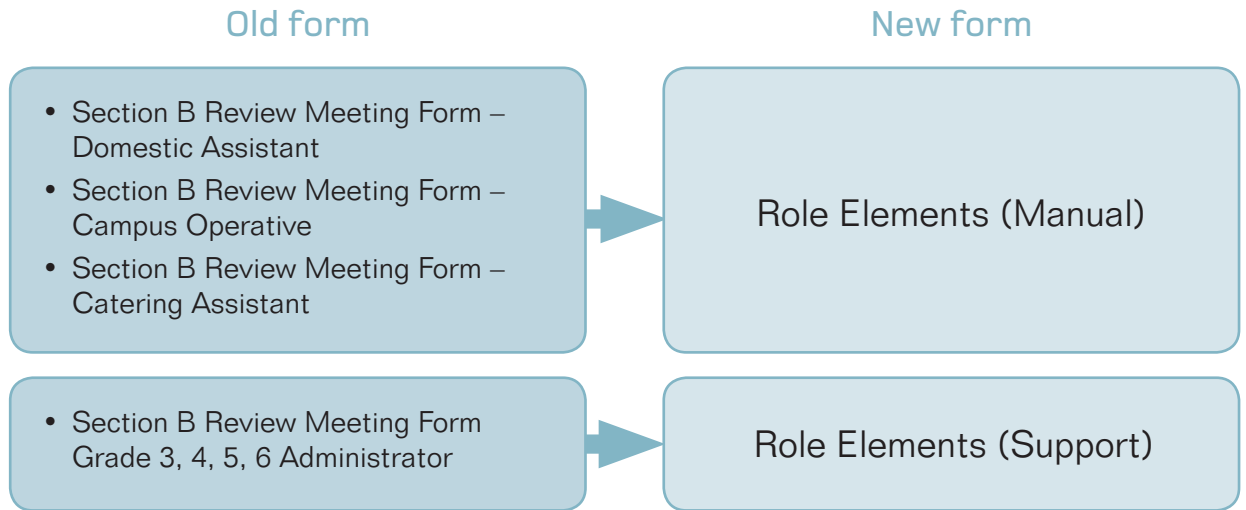 Old form
New form
• Section B Review Meeting Form –
Domestic Assistant
• Section B Review Meeting Form –
Campus Operative
• Section B Review Meeting Form –
Catering Assistant
Role Elements (Manual)
• Section B Review Meeting Form
Grade 3, 4, 5, 6 Administrator
Role Elements (Support)